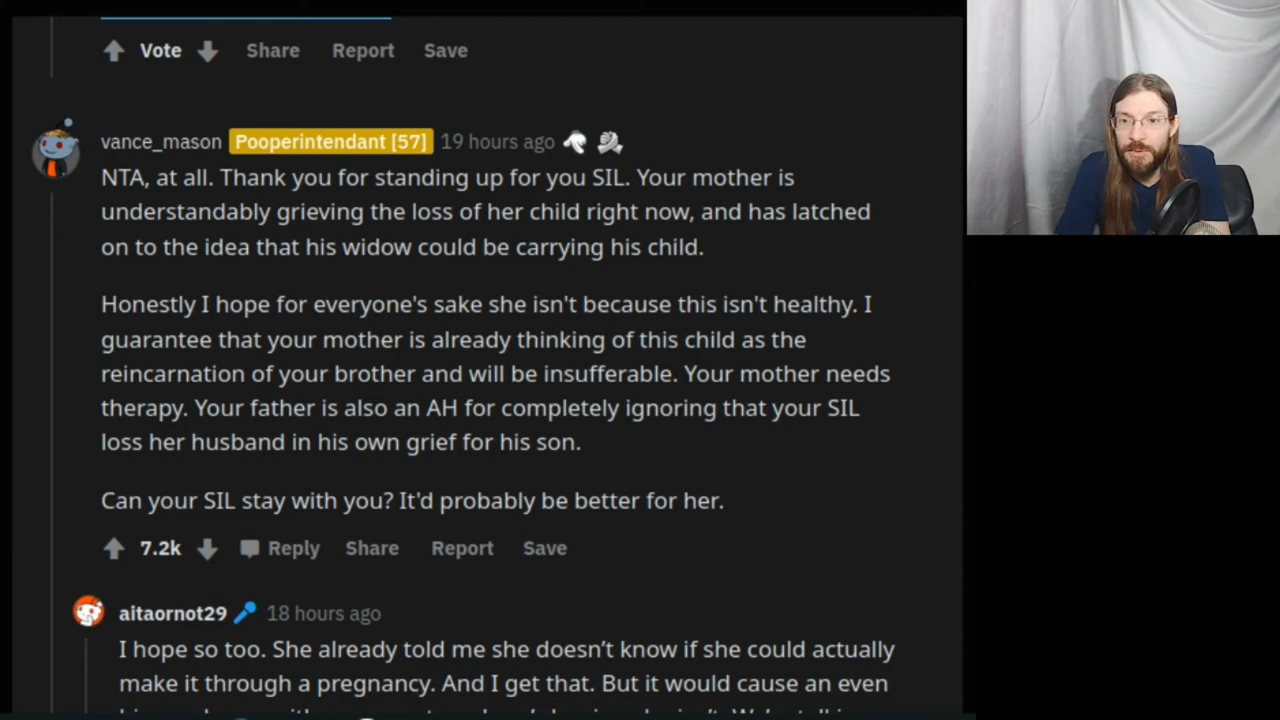 Vote Share Report Save
vance_mason Pooperintendant [57] 19 hours ago
NTA, at all. Thank you for standing up for you SIL. Your mother is
understandably grieving the loss of her child right now, and has latched
on to the idea that his widow could be carrying his child.
Honestly I hope for everyone's sake she isn't because this isn't healthy. I
guarantee that your mother is already thinking of this child as the
reincarnation of your brother and will be insufferable. Your mother needs
therapy. Your father is also an AH for completely ignoring that your SIL
loss her husband in his own grief for his son.
Can your SIL stay with you? It'd probably be better for her.
7.2k Reply Share Report Save
aitaornot29 18 hours ago
I hope so too. She already told me she doesn’t know if she could actually
make it through a pregnancy. And I get that. But it would cause an even